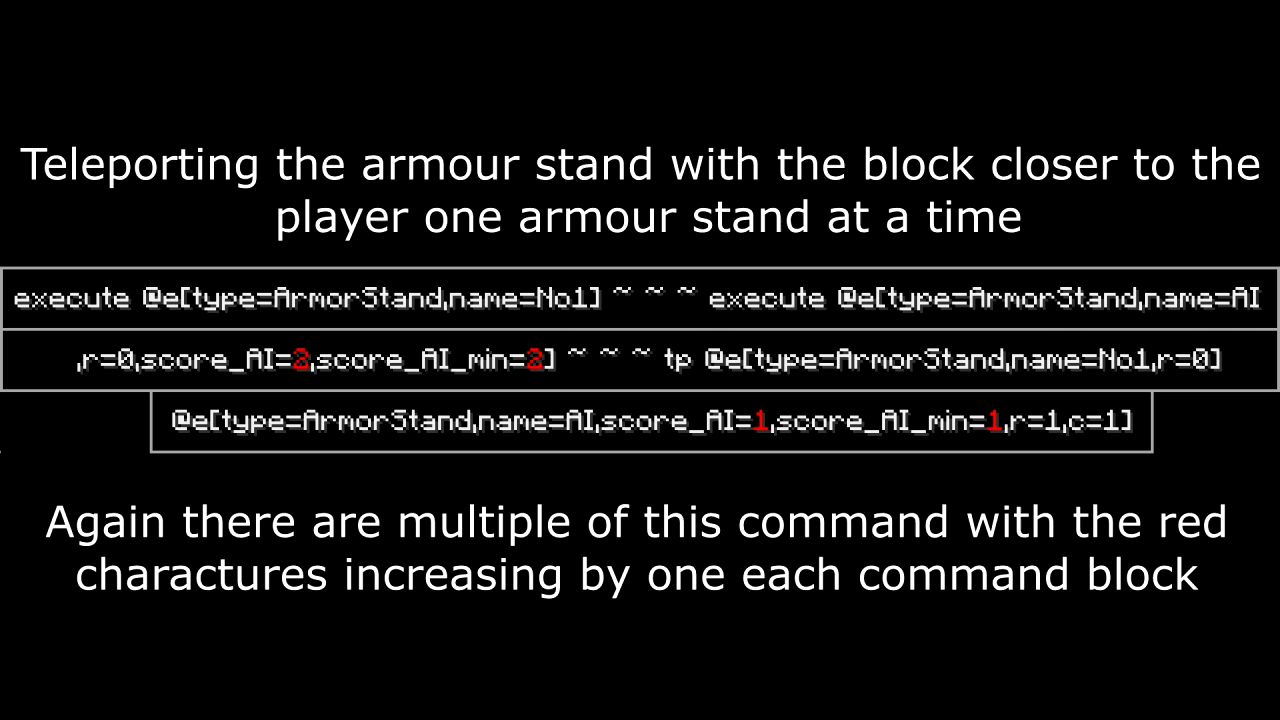 Teleporting the armour stand with the block closer to the
player one armour stand at a time
execute @e[type=ArmorStand,name=No1] ~ ~ ~ execute @e[type=ArmorStand,name=AI
,r=0,score_AI=2,score_AI_min=2] ~ ~ ~ tp @e[type=ArmorStand,name=No1,r=0]
@e[type=ArmorStand,name=AI,score_AI=1,score_AI_min=1,r=1,c=1]
Again there are multiple of this command with the red
charactures increasing by one each command block